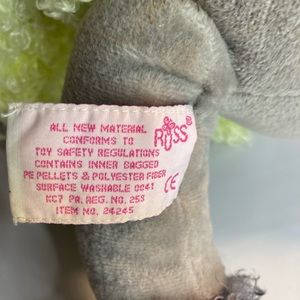 ALL NEW MATERIAL
CONFORMS TO
TOY SAFETY REGULATIONS
CONTAINS INNER BAGGED
PE PELLETS & POLYESTER FIBER
SURFACE WASHABLE 0041
KC7 PA. REG. NO. 253
ITEM NO. 24245
RUSS®
CE